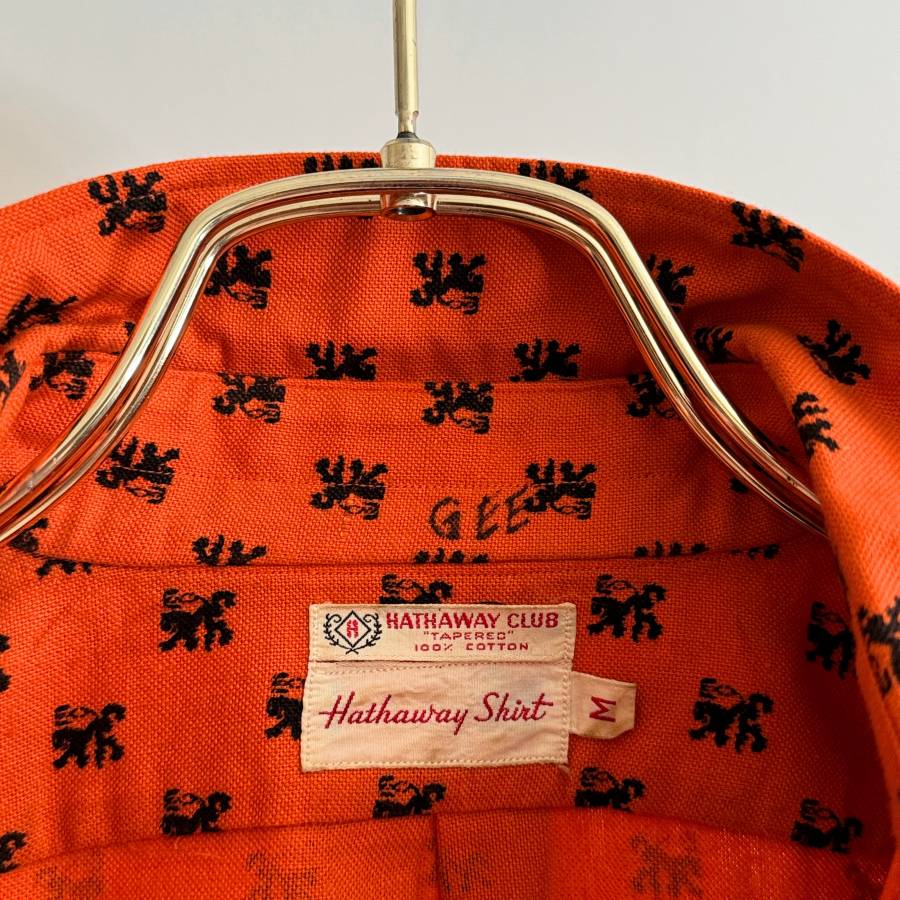 GEE
HATHAWAY CLUB
"TAPERED"
100% COTTON
Hathaway Shirt
M